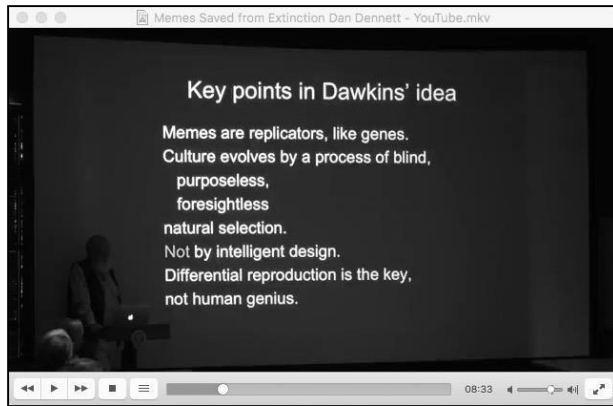 Memes Saved from Extinction Dan Dennett - YouTube.mkv
Key points in Dawkins' idea
Memes are replicators, like genes.
Culture evolves by a process of blind,
purposeless,
foresightless
natural selection.
Not by intelligent design.
Differential reproduction is the key,
not human genius.
08:33